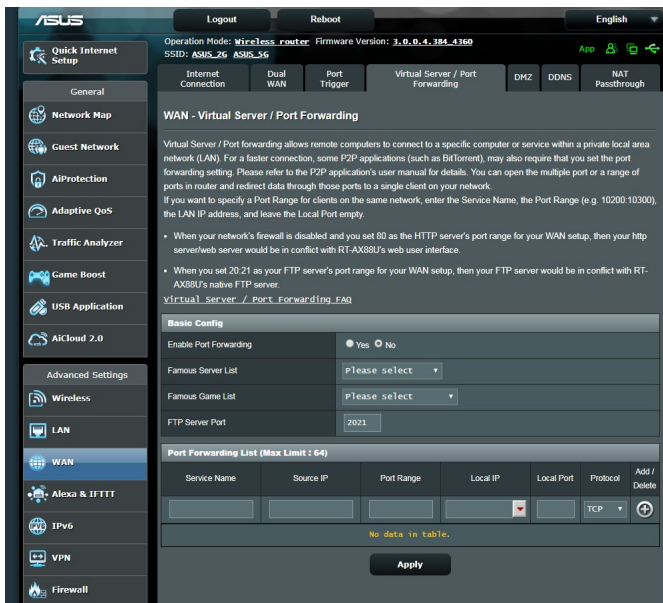 ASUS
Logout
Reboot
English
Quick Internet
Setup
General
Network Map
Guest Network
AiProtection
Adaptive QoS
Traffic Analyzer
Game Boost
USB Application
AiCloud 2.0
Advanced Settings
Wireless
LAN
WAN
Alexa & IFTTT
IPv6
VPN
Firewall
Operation Mode: Wireless router Firmware Version: 3.0.0.4.384_4360
SSID: ASUS_2G ASUS_5G
App
Internet
Connection
Dual
WAN
Port
Trigger
Virtual Server / Port
Forwarding
DMZ
DDNS
NAT
Passthrough
WAN - Virtual Server / Port Forwarding
Virtual Server / Port forwarding allows remote computers to connect to a specific computer or service within a private local area
network (LAN). For a faster connection, some P2P applications (such as BitTorrent), may also require that you set the port
forwarding setting. Please refer to the P2P application's user manual for details. You can open the multiple port or a range of
ports in router and redirect data through those ports to a single client on your network.
If you want to specify a Port Range for clients on the same network, enter the Service Name, the Port Range (e.g. 10200:10300),
the LAN IP address, and leave the Local Port empty.
• When your network's firewall is disabled and you set 80 as the HTTP server's port range for your WAN setup, then your http
server/web server would be in conflict with RT-AX88U's web user interface.
• When you set 20:21 as your FTP server's port range for your WAN setup, then your FTP server would be in conflict with RT-
AX88U's native FTP server.
Virtual Server / Port Forwarding FAQ
Basic Config
Enable Port Forwarding
Yes No
Famous Server List
Please select
Famous Game List
Please select
FTP Server Port
2021
Port Forwarding List (Max Limit : 64)
Service Name
Source IP
Port Range
Local IP
Local Port
Protocol
Add /
Delete
TCP
No data in table.
Apply